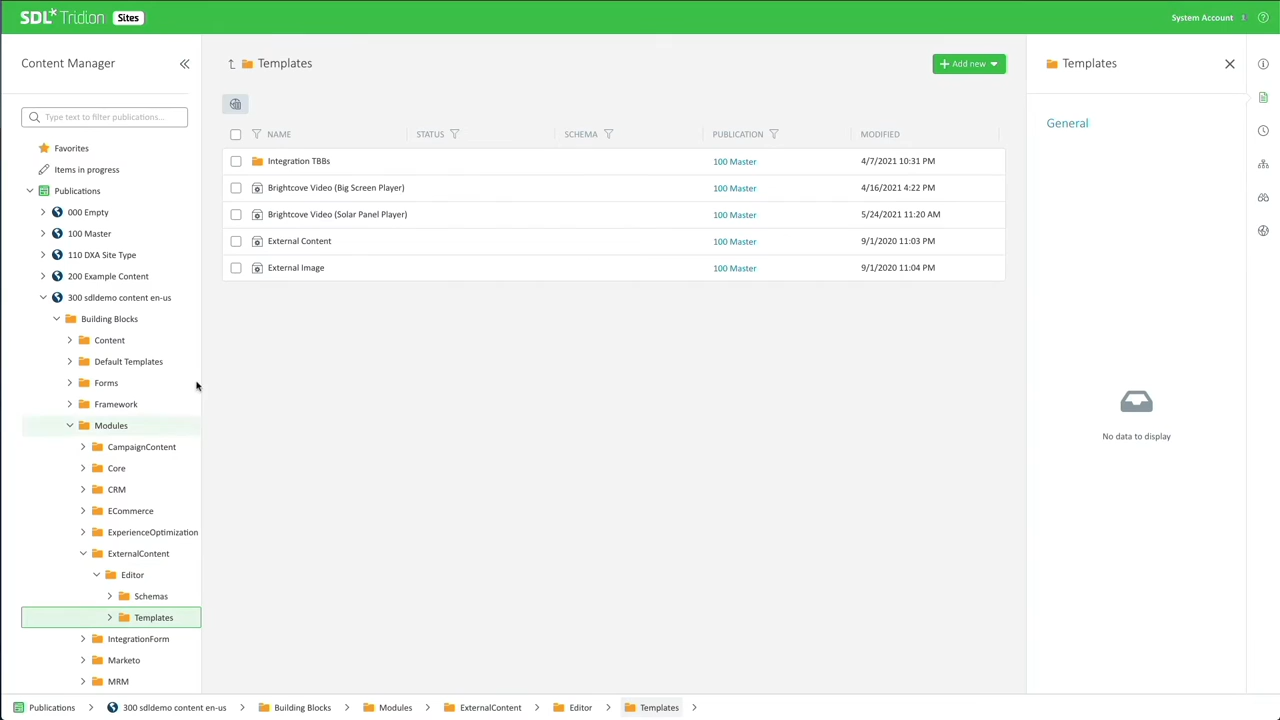 SDL* Tridion Sites
System Account
Content Manager
Type text to filter publications...
Favorites
Items in progress
Publications
000 Empty
100 Master
110 DXA Site Type
200 Example Content
300 sdldemo content en-us
Building Blocks
Content
Default Templates
Forms
Framework
Modules
CampaignContent
Core
CRM
ECommerce
ExperienceOptimization
ExternalContent
Editor
Schemas
Templates
IntegrationForm
Marketo
MRM
Templates
Add new
NAME STATUS SCHEMA PUBLICATION MODIFIED
Integration TBBs 100 Master 4/7/2021 10:31 PM
Brightcove Video (Big Screen Player) 100 Master 4/16/2021 4:22 PM
Brightcove Video (Solar Panel Player) 100 Master 5/24/2021 11:20 AM
External Content 100 Master 9/1/2020 11:03 PM
External Image 100 Master 9/1/2020 11:04 PM
Templates
General
No data to display
Publications 300 sdldemo content en-us Building Blocks Modules ExternalContent Editor Templates